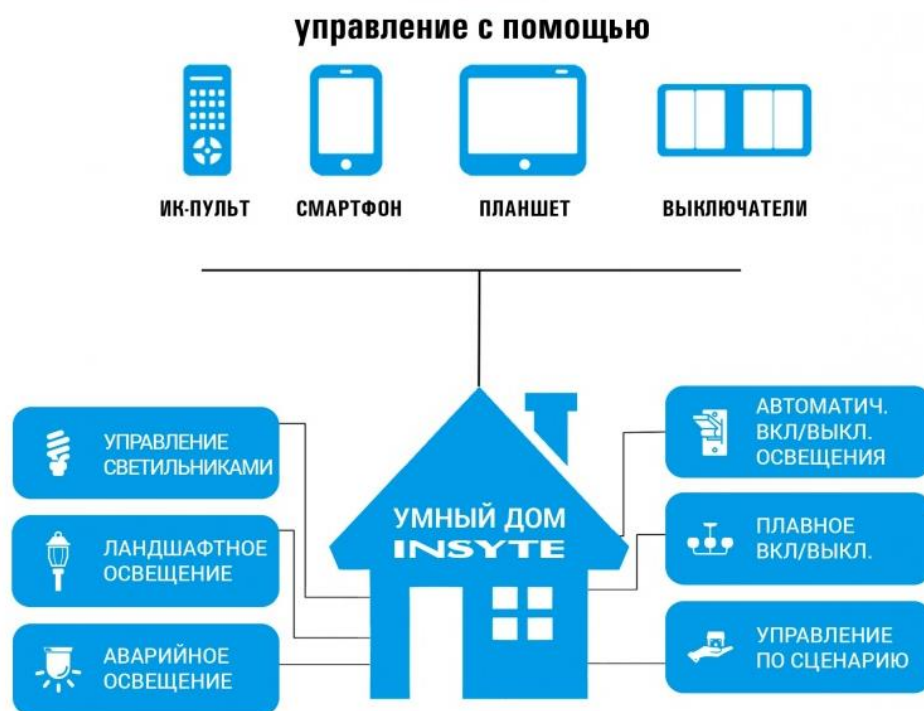 управление с помощью
ИК-ПУЛЬТ
СМАРТФОН
ПЛАНШЕТ
ВЫКЛЮЧАТЕЛИ
УПРАВЛЕНИЕ
СВЕТИЛЬНИКАМИ
ЛАНДШАФТНОЕ
ОСВЕЩЕНИЕ
АВАРИЙНОЕ
ОСВЕЩЕНИЕ
УМНЫЙ ДОМ
INSYTE
АВТОМАТИЧ.
ВКЛ/ВЫКЛ.
ОСВЕЩЕНИЯ
ПЛАВНОЕ
ВКЛ/ВЫКЛ.
УПРАВЛЕНИЕ
ПО СЦЕНАРИЮ